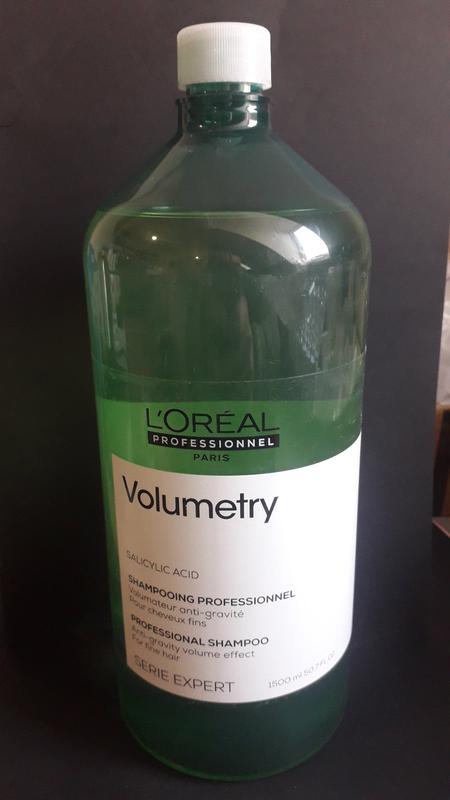 L'ORÉAL
PROFESSIONNEL
PARIS
Volumetry
SALICYLIC ACID
SHAMPOOING PROFESSIONNEL
Volumateur anti-gravité
Pour cheveux fins
PROFESSIONAL SHAMPOO
Anti-gravity volume effect
For fine hair
SERIE EXPERT
1500 ml 50.7 FL OZ